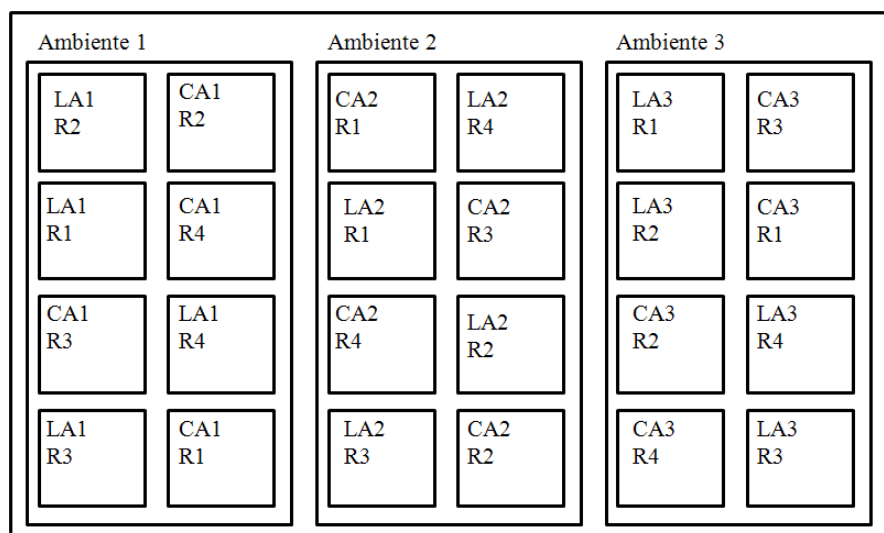 Ambiente 1
Ambiente 2
Ambiente 3
LA1
R2
CA1
R2
CA2
R1
LA2
R4
LA3
R1
CA3
R3
LA1
R1
CA1
R4
LA2
R1
CA2
R3
LA3
R2
CA3
R1
CA1
R3
LA1
R4
CA2
R4
LA2
R2
CA3
R2
LA3
R4
LA1
R3
CA1
R1
LA2
R3
CA2
R2
CA3
R4
LA3
R3